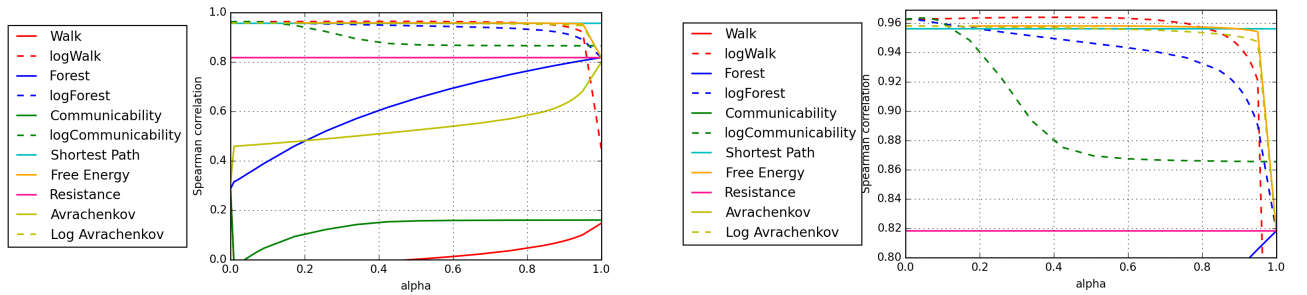 Walk
logWalk
Forest
logForest
Communicability
logCommunicability
Shortest Path
Free Energy
Resistance
Avrachenkov
Log Avrachenkov
Spearman correlation
1.0
0.8
0.6
0.4
0.2
0.0
0.0 0.2 0.4 0.6 0.8 1.0
alpha
Walk
logWalk
Forest
logForest
Communicability
logCommunicability
Shortest Path
Free Energy
Resistance
Avrachenkov
Log Avrachenkov
Spearman correlation
0.96
0.94
0.92
0.90
0.88
0.86
0.84
0.82
0.80
0.0 0.2 0.4 0.6 0.8 1.0
alpha